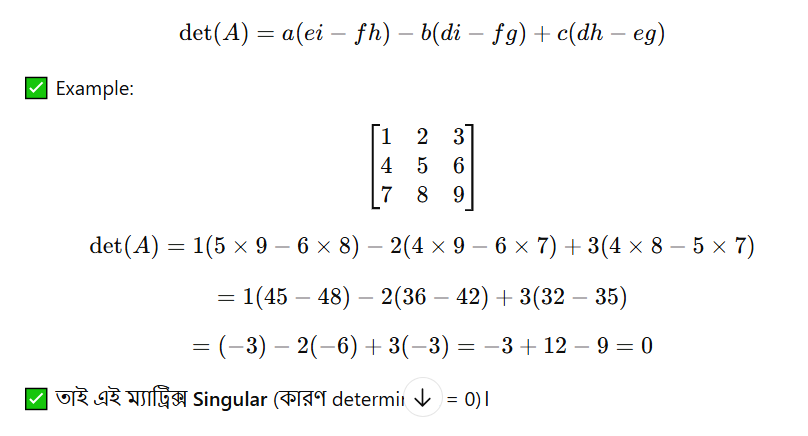 det(A) = a(ei − fh) − b(di − fg) + c(dh − eg)
✅ Example:
1 2 3
4 5 6
7 8 9
det(A) = 1(5 × 9 − 6 × 8) − 2(4 × 9 − 6 × 7) + 3(4 × 8 − 5 × 7)
= 1(45 − 48) − 2(36 − 42) + 3(32 − 35)
= (−3) − 2(−6) + 3(−3) = −3 + 12 − 9 = 0
✅ তাই এই ম্যাট্রিক্স Singular (কারণ = 0)।